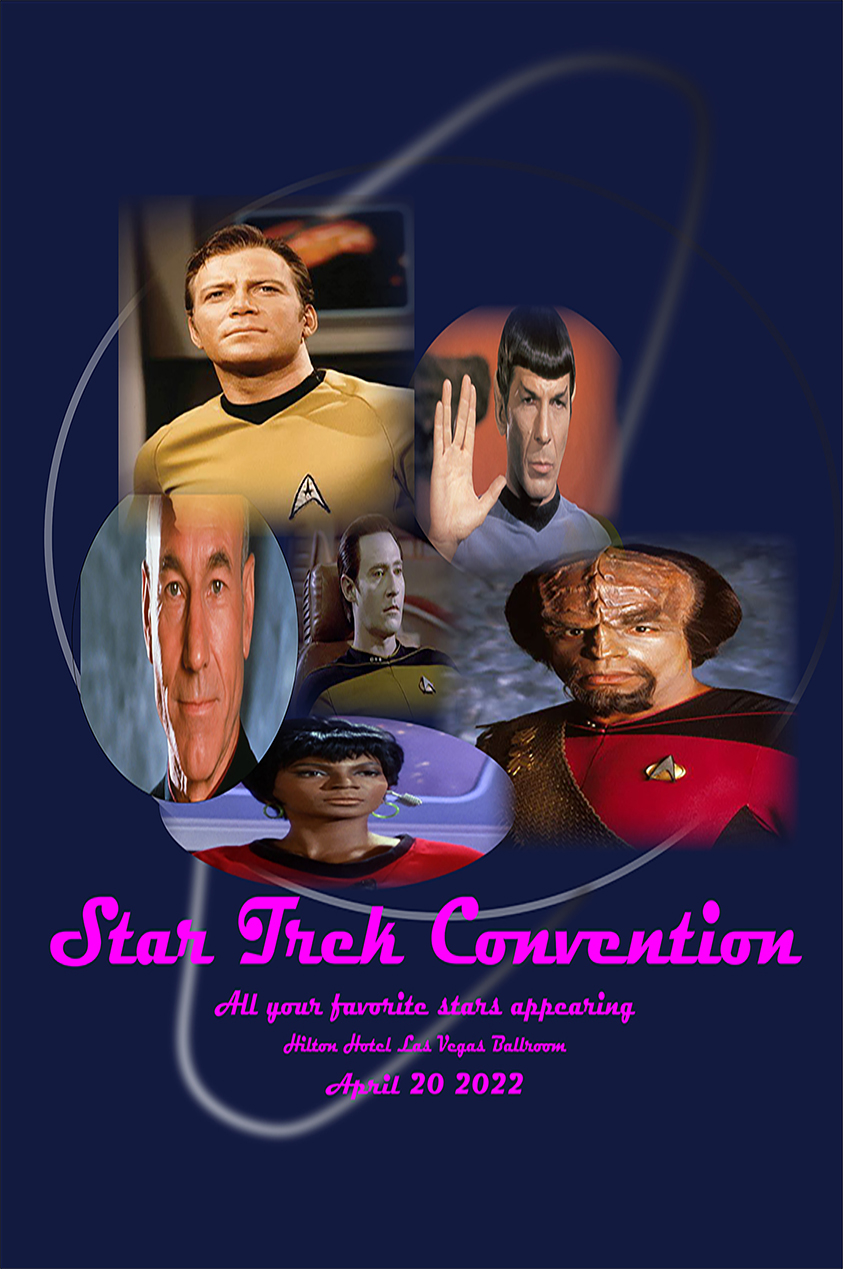 Star Trek Convention
All your favorite stars appearing
Hilton Hotel Las Vegas Ballroom
April 20 2022